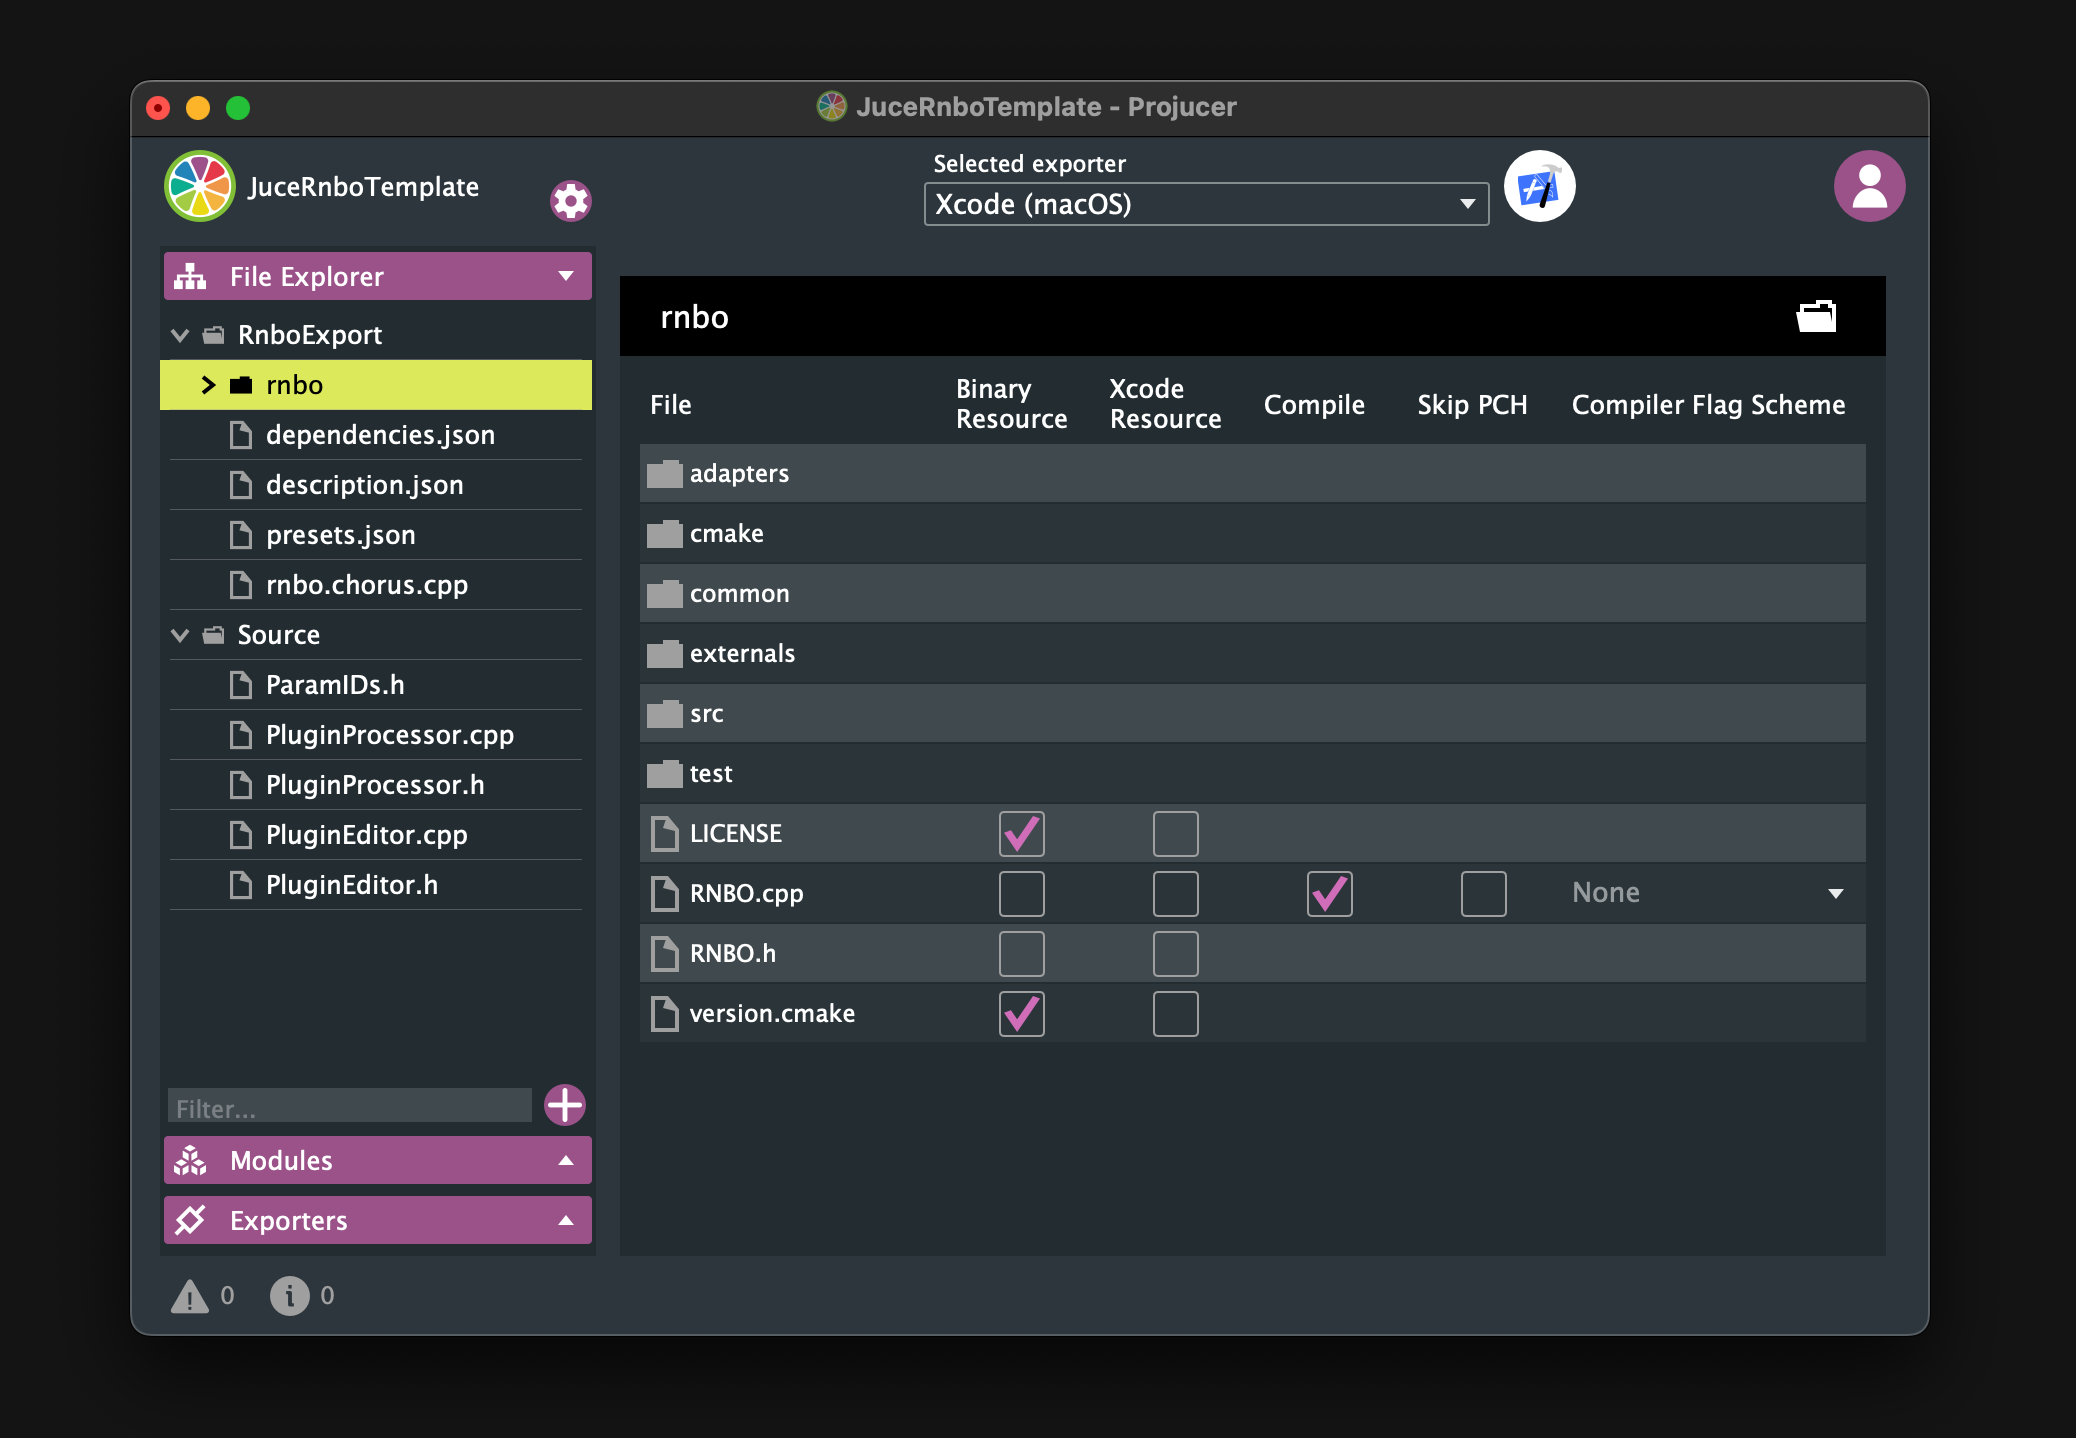 JuceRnboTemplate - Projucer
JuceRnboTemplate
Selected exporter
Xcode (macOS)
File Explorer
RnboExport
rnbo
dependencies.json
description.json
presets.json
rnbo.chorus.cpp
Source
ParamIDs.h
PluginProcessor.cpp
PluginProcessor.h
PluginEditor.cpp
PluginEditor.h
Filter...
Modules
Exporters
0
0
rnbo
File
Binary Resource
Xcode Resource
Compile
Skip PCH
Compiler Flag Scheme
adapters
cmake
common
externals
src
test
LICENSE
RNBO.cpp
None
RNBO.h
version.cmake